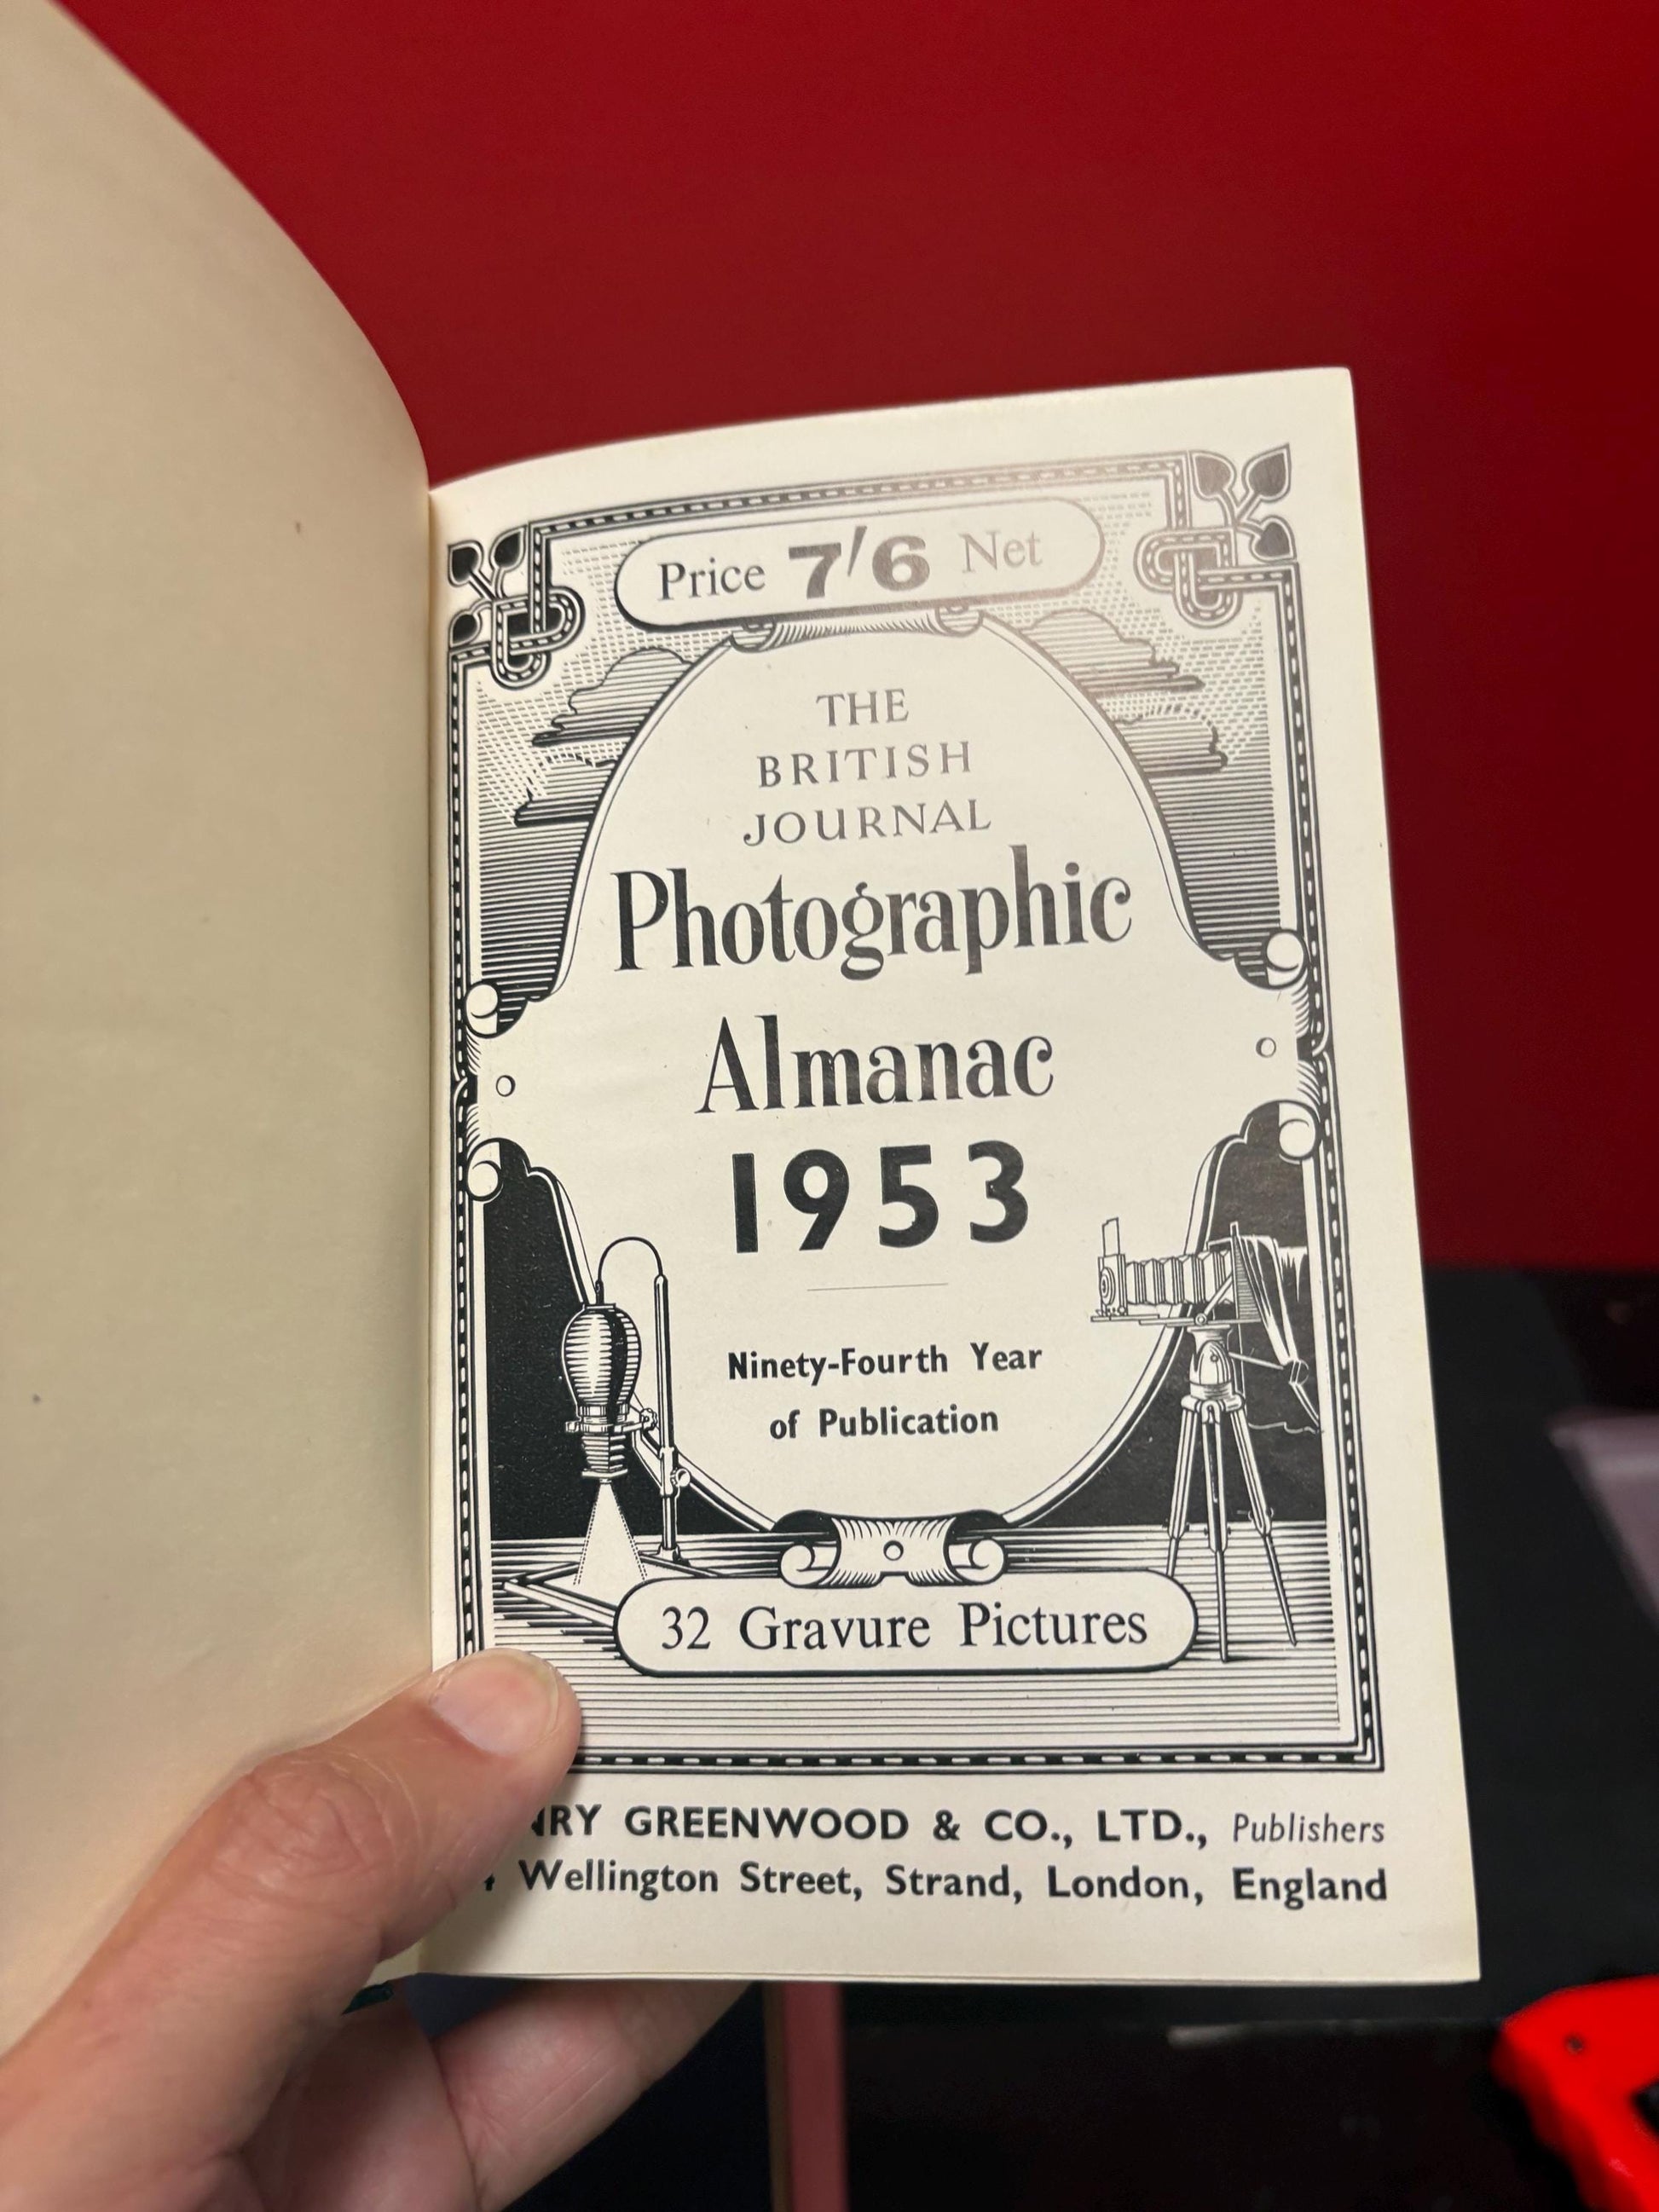 Price 7/6 Net
THE
BRITISH
JOURNAL
Photographic
Almanac
1953
Ninety-Fourth Year
of Publication
32 Gravure Pictures
GREENWOOD & CO., LTD., Publishers
Wellington Street, Strand, London, England